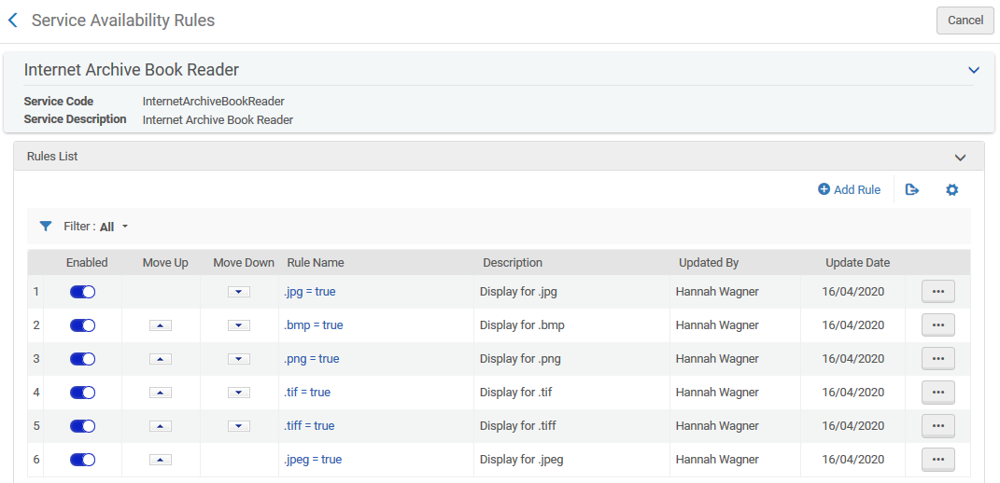 Service Availability Rules
Cancel
Internet Archive Book Reader
Service Code InternetArchiveBookReader
Service Description Internet Archive Book Reader
Rules List
Add Rule
Filter : All
Enabled Move Up Move Down Rule Name Description Updated By Update Date
1 .jpg = true Display for .jpg Hannah Wagner 16/04/2020
2 .bmp = true Display for .bmp Hannah Wagner 16/04/2020
3 .png = true Display for .png Hannah Wagner 16/04/2020
4 .tif = true Display for .tif Hannah Wagner 16/04/2020
5 .tiff = true Display for .tiff Hannah Wagner 16/04/2020
6 .jpeg = true Display for .jpeg Hannah Wagner 16/04/2020